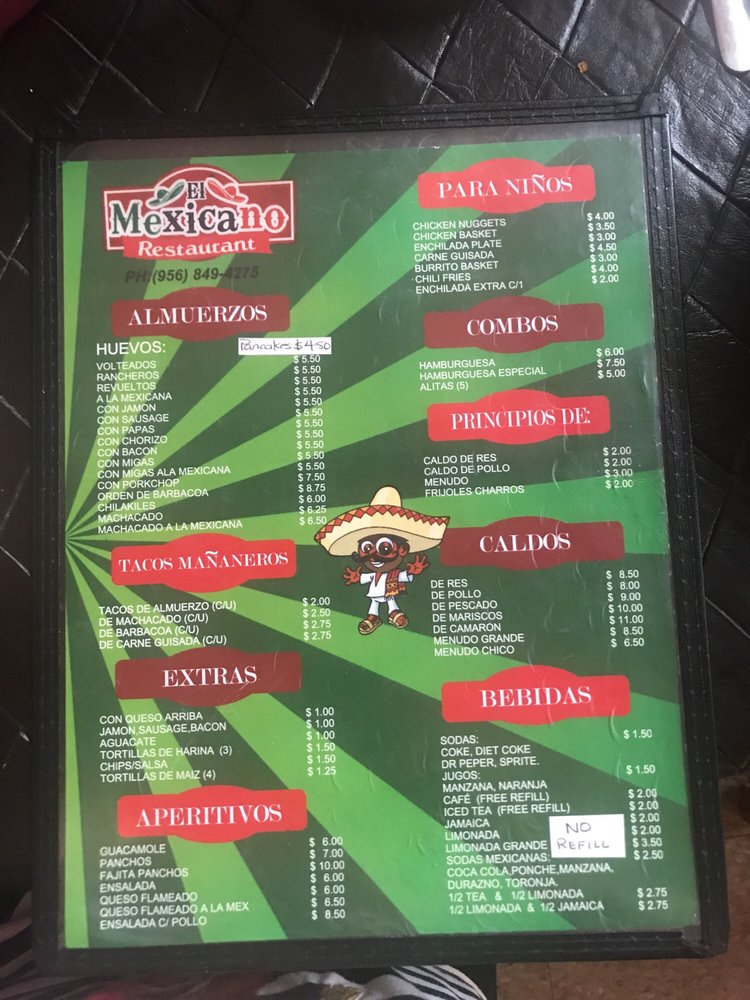 El
Mexicano
Restaurant
PH:(956) 849-4275
ALMUERZOS
HUEVOS: Pancakes $4.50
VOLTEADOS $ 5.50
RANCHEROS $ 5.50
REVUELTOS $ 5.50
A LA MEXICANA $ 5.50
CON JAMON $ 5.50
CON SAUSAGE $ 5.50
CON PAPAS $ 5.50
CON CHORIZO $ 5.50
CON BACON $ 5.50
CON MIGAS $ 5.50
CON MIGAS ALA MEXICANA $ 5.50
CON PORKCHOP $ 7.50
ORDEN DE BARBACOA $ 8.75
CHILAKILES $ 6.00
MACHACADO $ 6.25
MACHACADO A LA MEXICANA $ 6.50
TACOS MAÑANEROS
TACOS DE ALMUERZO (C/U) $ 2.00
DE MACHACADO (C/U) $ 2.50
DE BARBACOA (C/U) $ 2.75
DE CARNE GUISADA (C/U) $ 2.75
EXTRAS
CON QUESO ARRIBA $ 1.00
JAMON,SAUSAGE,BACON $ 1.00
AGUACATE $ 1.00
TORTILLAS DE HARINA (3) $ 1.50
CHIPS/SALSA $ 1.50
TORTILLAS DE MAIZ (4) $ 1.25
APERITIVOS
GUACAMOLE $ 6.00
PANCHOS $ 7.00
FAJITA PANCHOS $ 10.00
ENSALADA $ 6.00
QUESO FLAMEADO $ 6.00
QUESO FLAMEADO A LA MEX $ 6.50
ENSALADA C/ POLLO $ 8.50
PARA NIÑOS
CHICKEN NUGGETS $ 4.00
CHICKEN BASKET $ 3.50
ENCHILADA PLATE $ 3.00
CARNE GUISADA $ 4.50
BURRITO BASKET $ 3.00
CHILI FRIES $ 4.00
ENCHILADA EXTRA C/1 $ 2.00
COMBOS
HAMBURGUESA $ 6.00
HAMBURGUESA ESPECIAL $ 7.50
ALITAS (5) $ 5.00
PRINCIPIOS DE:
CALDO DE RES $ 2.00
CALDO DE POLLO $ 2.00
MENUDO $ 3.00
FRIJOLES CHARROS $ 2.00
CALDOS
DE RES $ 8.50
DE POLLO $ 8.00
DE PESCADO $ 9.00
DE MARISCOS $ 10.00
DE CAMARON $ 11.00
MENUDO GRANDE $ 8.50
MENUDO CHICO $ 6.50
BEBIDAS
SODAS: $ 1.50
COKE, DIET COKE
DR PEPER, SPRITE.
JUGOS: $ 1.50
MANZANA, NARANJA
CAFÉ (FREE REFILL) $ 2.00
ICED TEA (FREE REFILL) $ 2.00
JAMAICA $ 2.00
LIMONADA $ 2.00
LIMONADA GRANDE $ 3.50
NO
REFILL
SODAS MEXICANAS: $ 2.50
COCA COLA,PONCHE,MANZANA,
DURAZNO, TORONJA.
1/2 TEA & 1/2 LIMONADA $ 2.75
1/2 LIMONADA & 1/2 JAMAICA $ 2.75